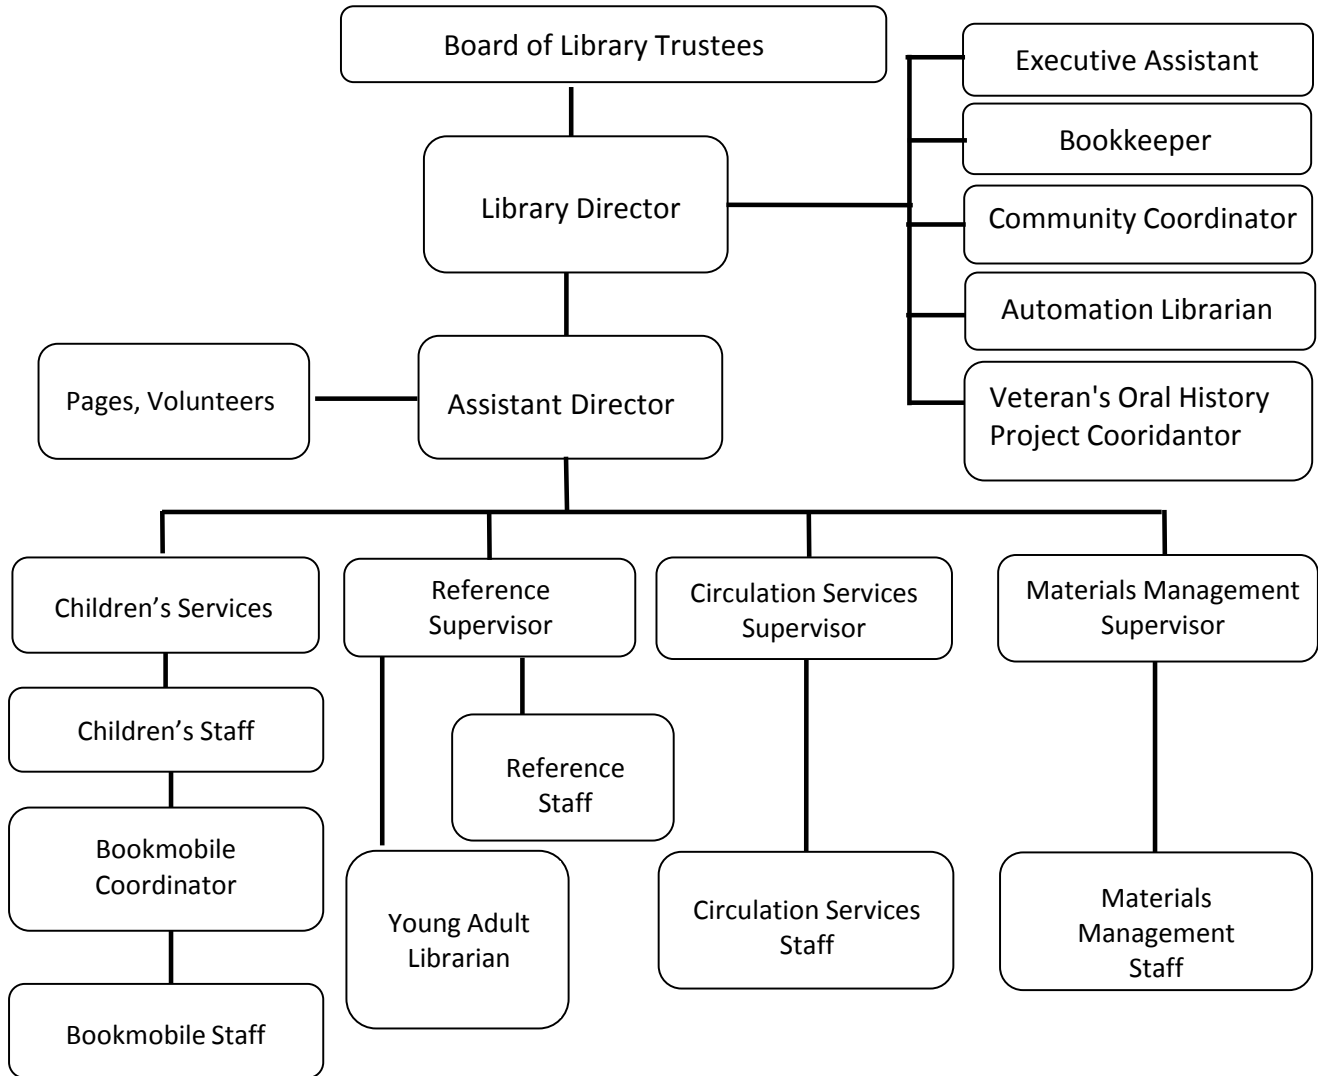 Board of Library Trustees
Executive Assistant
Bookkeeper
Library Director
Community Coordinator
Automation Librarian
Pages, Volunteers
Assistant Director
Veteran's Oral History
Project Cooridantor
Children’s Services
Reference
Supervisor
Circulation Services
Supervisor
Materials Management
Supervisor
Children’s Staff
Reference
Staff
Bookmobile
Coordinator
Young Adult
Librarian
Circulation Services
Staff
Materials
Management
Staff
Bookmobile Staff